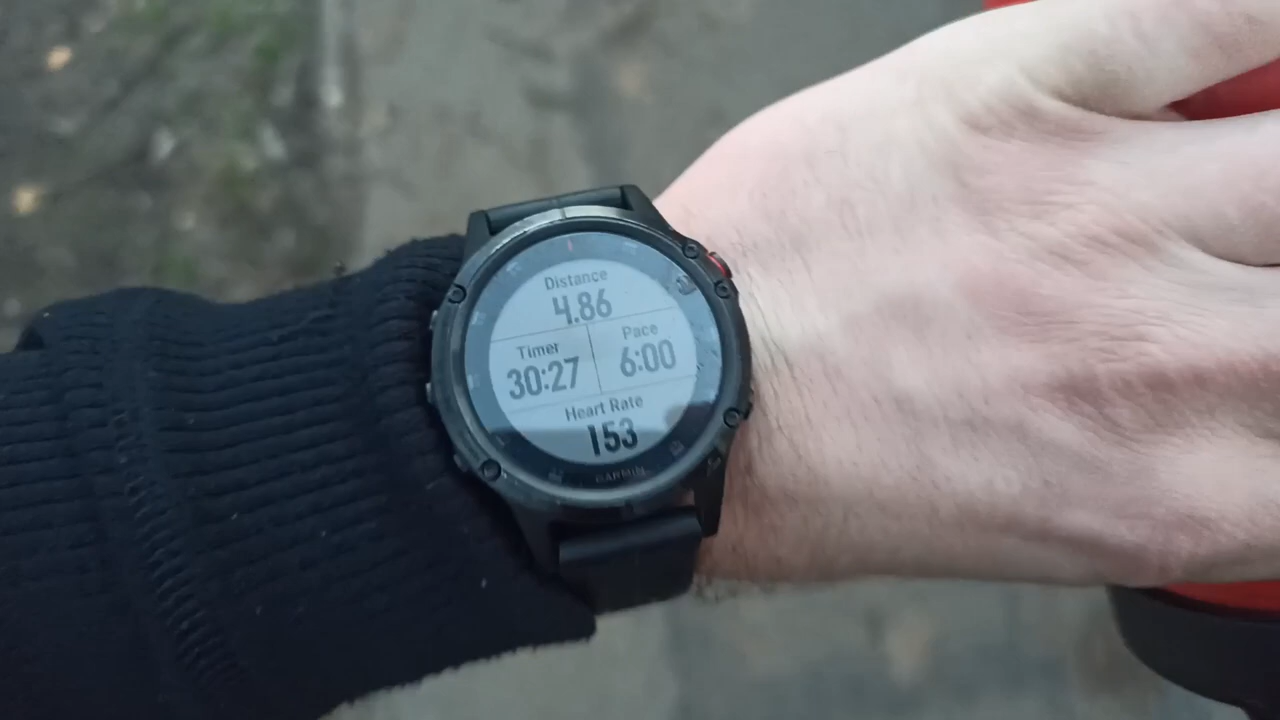 Distance
4.86
Timer
Pace
30:27
6:00
Heart Rate
153
GARMIN